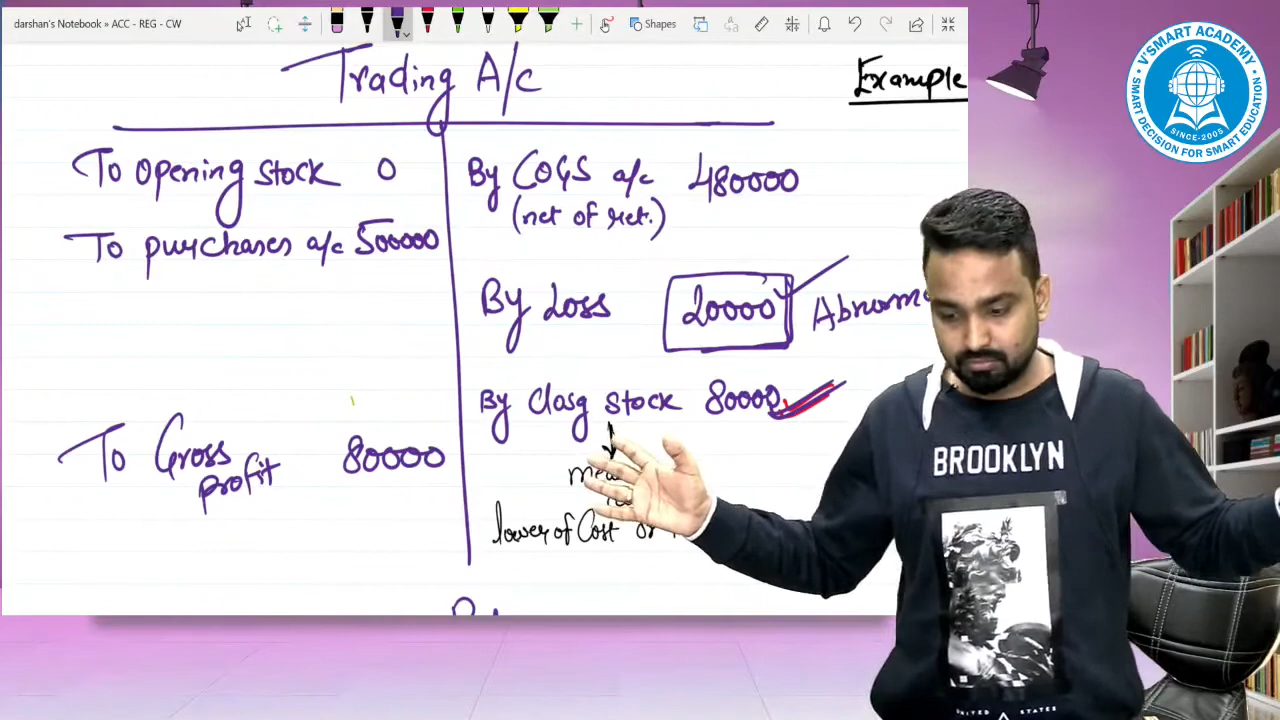 darshan's Notebook » ACC - REG - CW
Shapes
Trading A/c
Example
To Opening Stock 0
By COGS a/c 480000
(net of ret.)
To purchases a/c 500000
By Loss 20000
By Closg Stock 80000
To Gross profit 80000
lower of Cost or
V'SMART ACADEMY
SINCE-2005
SMART DECISION FOR SMART EDUCATION
BROOKLYN
UNITED STATES